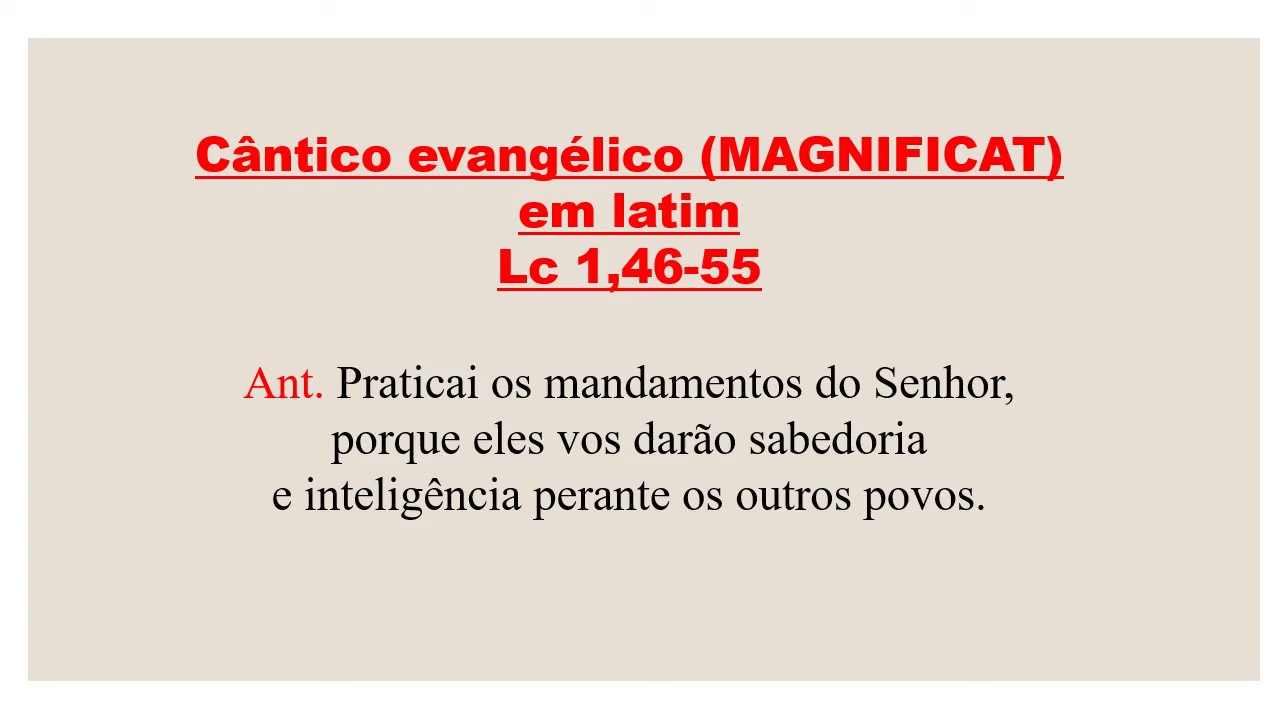 Cântico evangélico (MAGNIFICAT)
em latim
Lc 1,46-55
Ant. Praticai os mandamentos do Senhor,
porque eles vos darão sabedoria
e inteligência perante os outros povos.